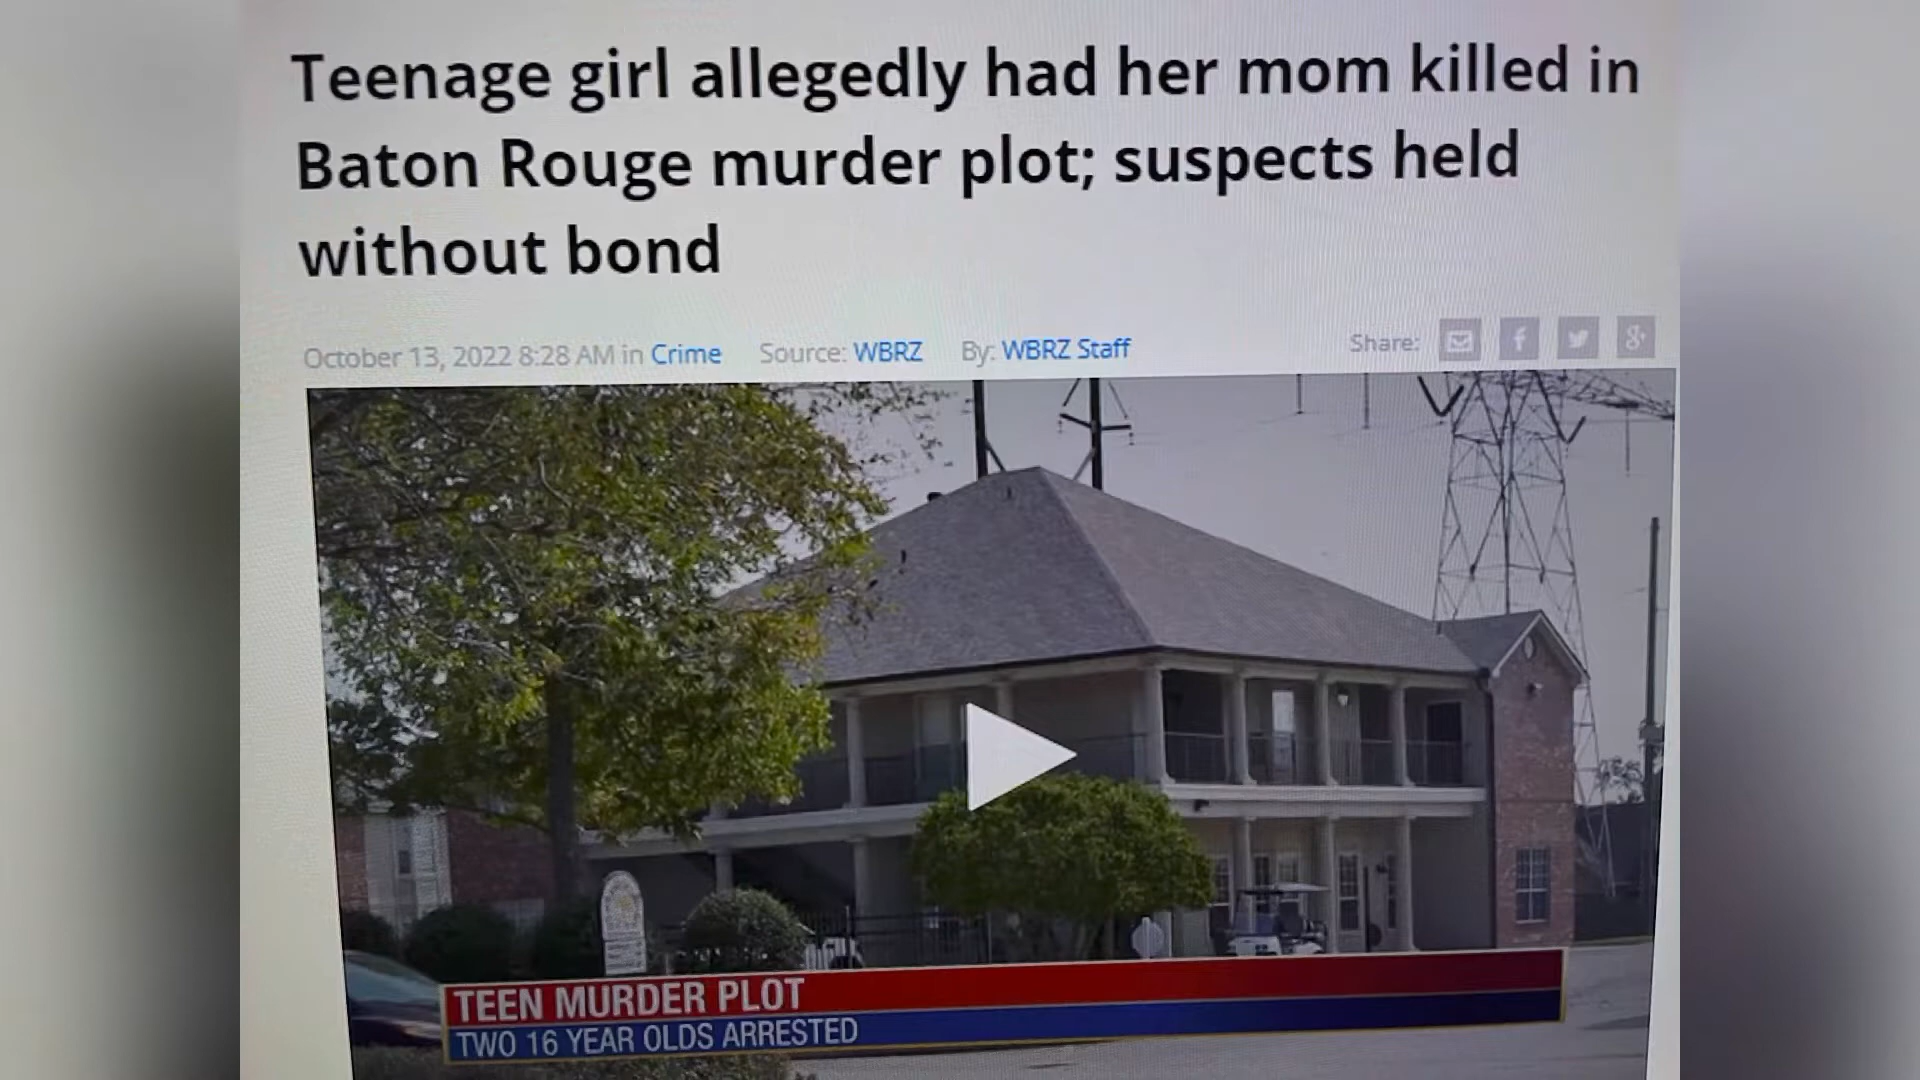 Teenage girl allegedly had her mom killed in
Baton Rouge murder plot; suspects held
without bond
October 13, 2022 8:28 AM in Crime Source: WBRZ By: WBRZ Staff Share:
TEEN MURDER PLOT
TWO 16 YEAR OLDS ARRESTED